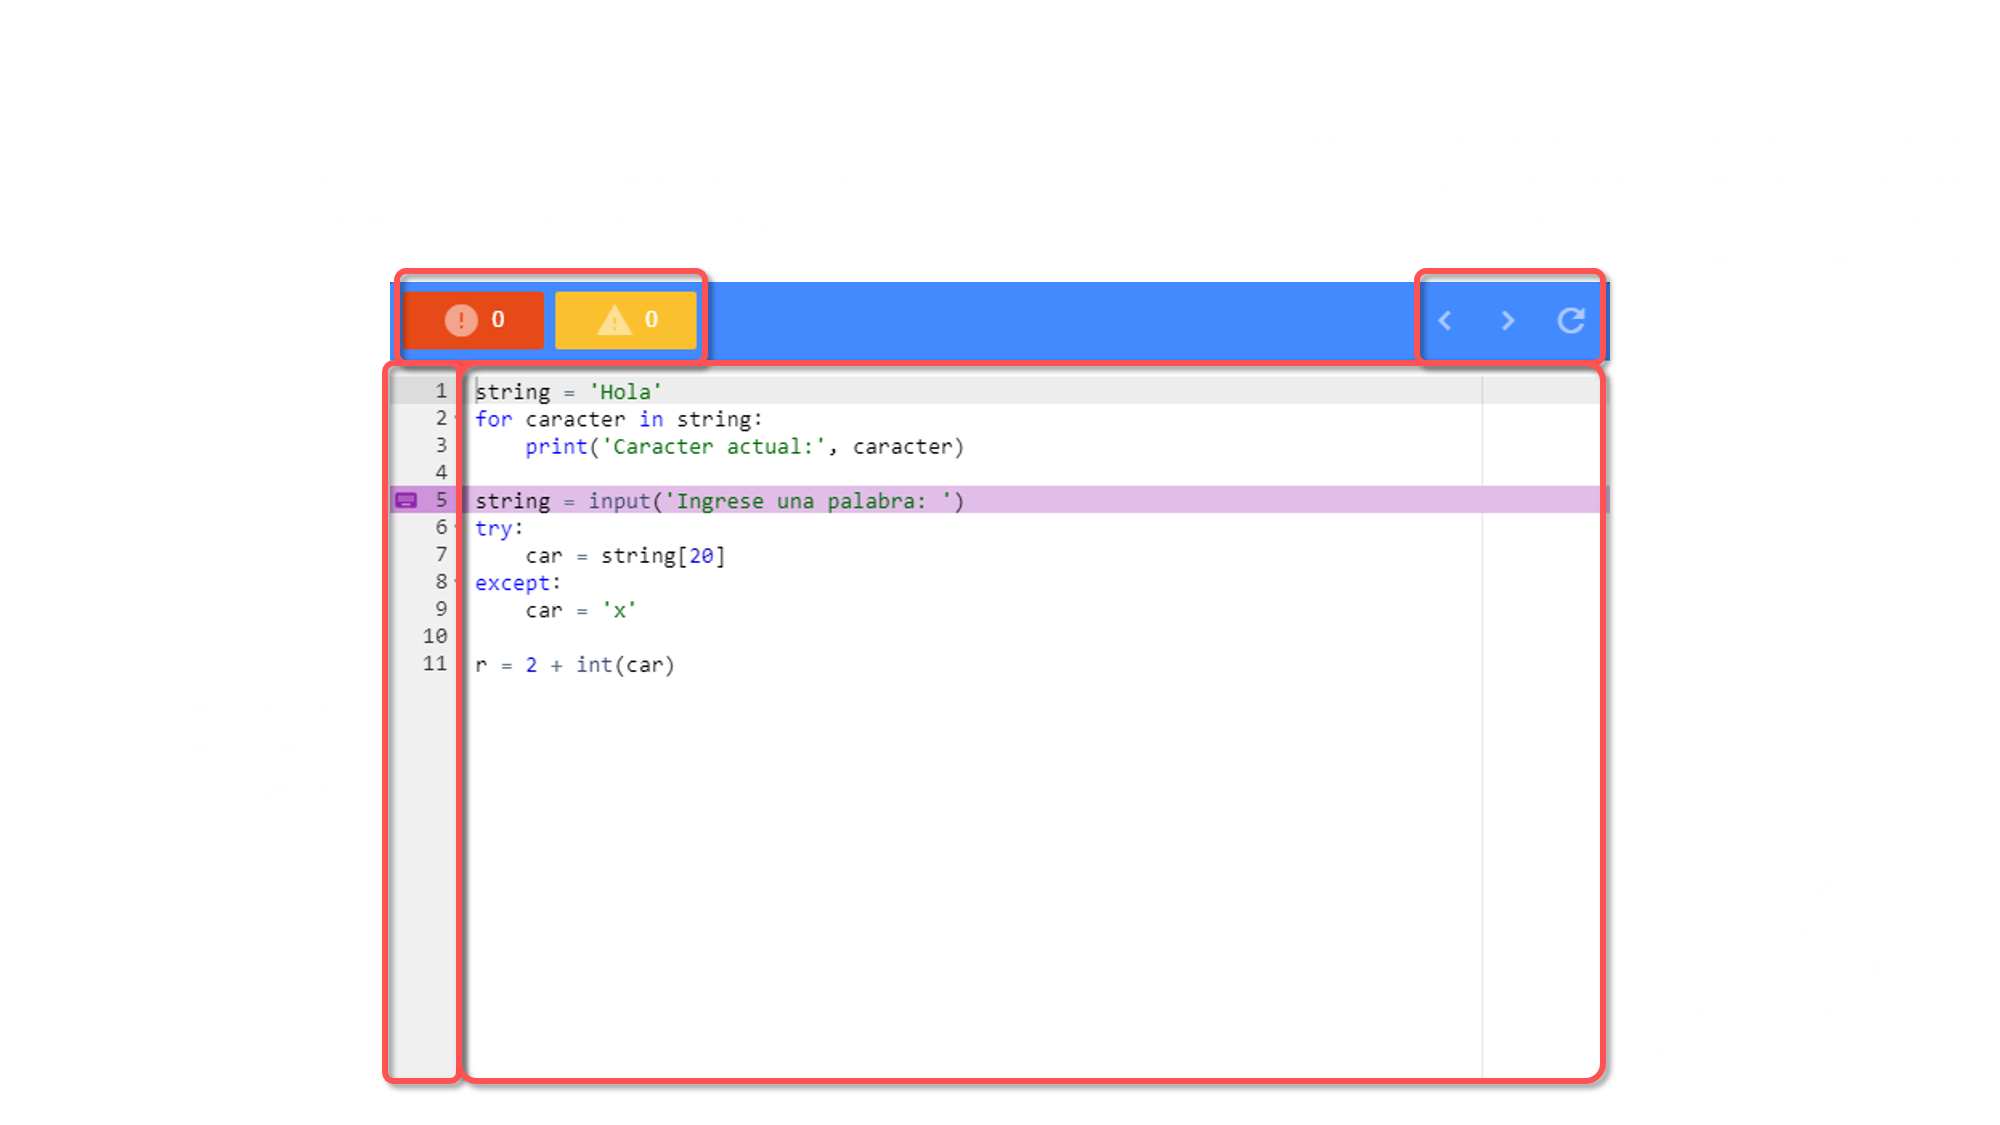 0 0
1 string = 'Hola'
2 for caracter in string:
3     print('Caracter actual:', caracter)
4
5 string = input('Ingrese una palabra: ')
6 try:
7     car = string[20]
8 except:
9     car = 'x'
10
11 r = 2 + int(car)